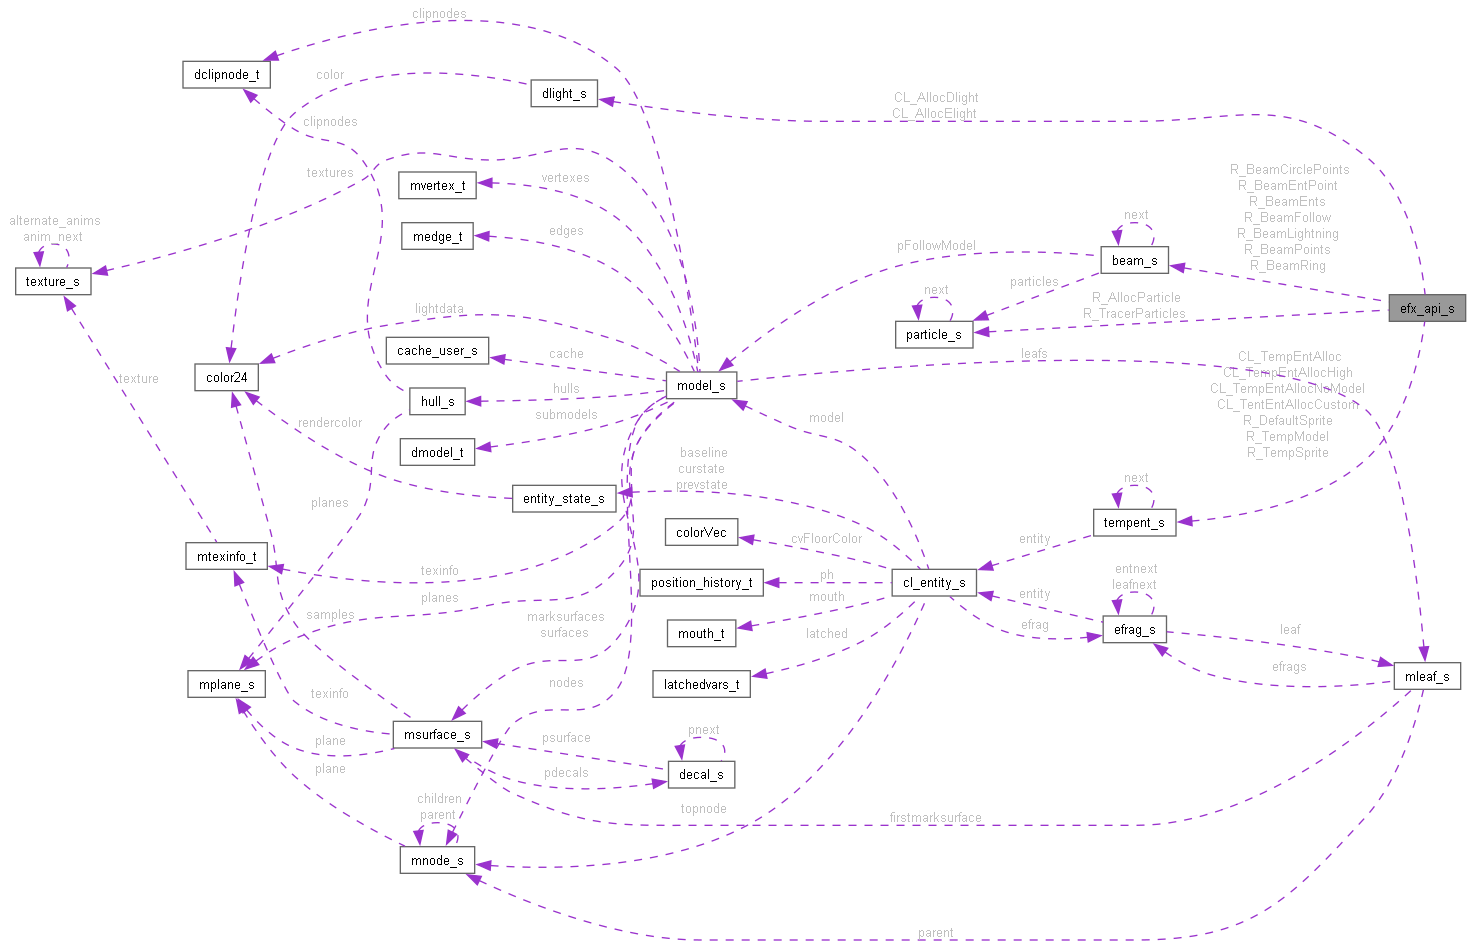 clipnodes
dclipnode_t
color
dlight_s
CL_AllocDlight
CL_AllocElight
clipnodes
textures
mvertex_t
vertexes
R_BeamCirclePoints
R_BeamEntPoint
R_BeamEnts
R_BeamFollow
R_BeamLightning
R_BeamPoints
R_BeamRing
alternate_anims
anim_next
medge_t
edges
next
pFollowModel
beam_s
texture_s
particles
next
R_AllocParticle
R_TracerParticles
efx_api_s
lightdata
particle_s
cache_user_s
cache
leafs
CL_TempEntAlloc
CL_TempEntAllocHigh
CL_TempEntAllocNoModel
CL_TentEntAllocCustom
R_DefaultSprite
R_TempModel
R_TempSprite
texture
color24
model_s
hulls
hull_s
submodels
rendercolor
dmodel_t
model
baseline
curstate
prevstate
entity_state_s
planes
next
tempent_s
colorVec
cvFloorColor
entity
mtexinfo_t
texinfo
position_history_t
ph
cl_entity_s
entnext
leafnext
entity
planes
mouth
samples
marksurfaces
surfaces
mouth_t
latched
efrag
efrag_s
leaf
efrags
mplane_s
texinfo
nodes
latchedvars_t
mleaf_s
msurface_s
plane
psurface
pnext
plane
pdecals
decal_s
children
parent
topnode
firstmarksurface
mnode_s
parent